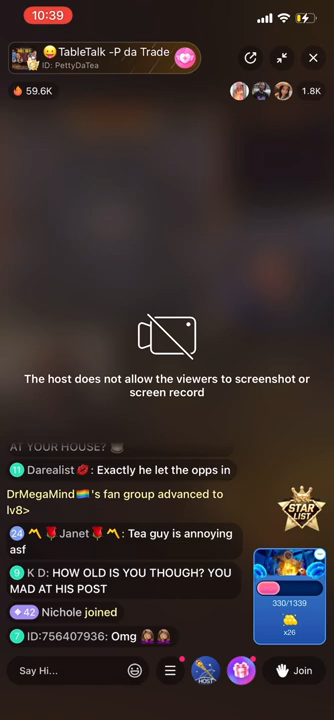 10:39
😛TableTalk -P da Trade
ID: PettyDaTea
🔥 59.6K
1.8K
The host does not allow the viewers to screenshot or
screen record
AT YOUR HOUSE?
11 Darealist💋: Exactly he let the opps in
DrMegaMind🏳️‍🌈's fan group advanced to
lv8>
24 〽️🌹Janet🌹〽️: Tea guy is annoying
asf
9 K D: HOW OLD IS YOU THOUGH? YOU
MAD AT HIS POST
42 Nichole joined
7 ID:756407936: Omg 🤦🏽‍♀️🤦🏽‍♀️
STAR
LIST
330/1339
x26
Say Hi...
HOST
Join